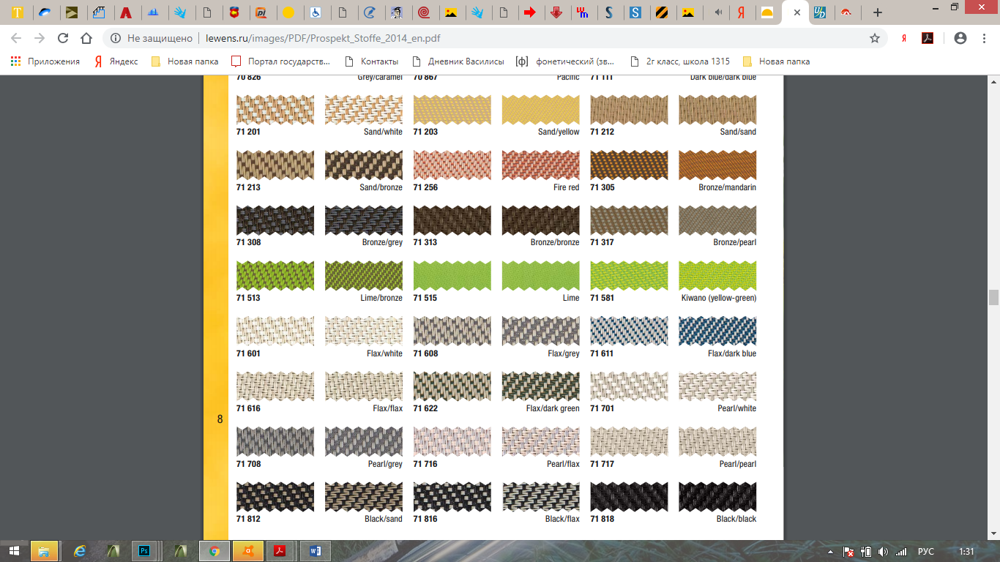 Не защищено lewens.ru/images/PDF/Prospekt_Stoffe_2014_en.pdf
Приложения Яндекс Новая папка Портал государств... Контакты Дневник Василисы фонетический (зв... 2г класс, школа 1315 Новая папка
70 826 Grey/caramel 70 867 Pacific 71 111 Dark blue/dark blue
71 201 Sand/white 71 203 Sand/yellow 71 212 Sand/sand
71 213 Sand/bronze 71 256 Fire red 71 305 Bronze/mandarin
71 308 Bronze/grey 71 313 Bronze/bronze 71 317 Bronze/pearl
71 513 Lime/bronze 71 515 Lime 71 581 Kiwano (yellow-green)
71 601 Flax/white 71 608 Flax/grey 71 611 Flax/dark blue
71 616 Flax/flax 71 622 Flax/dark green 71 701 Pearl/white
8
71 708 Pearl/grey 71 716 Pearl/flax 71 717 Pearl/pearl
71 812 Black/sand 71 816 Black/flax 71 818 Black/black
РУС 1:31